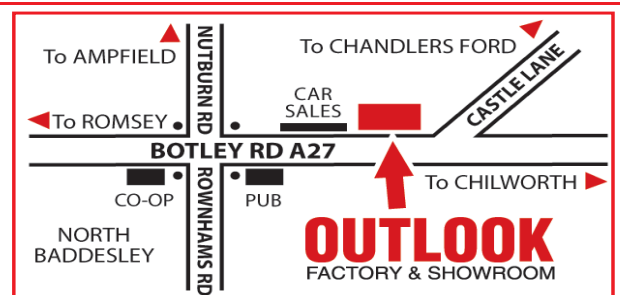 To AMPFIELD
NUTBURN RD
To CHANDLERS FORD
CASTLE LANE
To ROMSEY
CAR
SALES
BOTLEY RD A27
CO-OP
ROWNHAMS RD
PUB
To CHILWORTH
NORTH
BADDESLEY
OUTLOOK
FACTORY & SHOWROOM